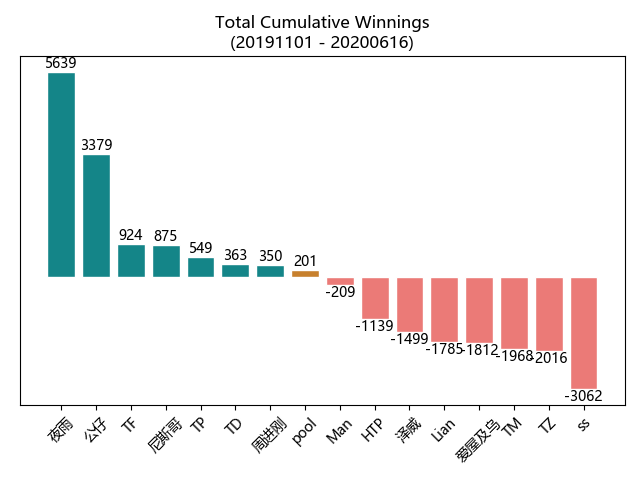 Total Cumulative Winnings
(20191101 - 20200616)
5639
3379
924
875
549
363
350
201
-209
-1139
-1499
-1785
-1812
-1968
-2016
-3062
夜雨
公仔
TF
尼斯哥
TP
TD
周进刚
pool
Man
HTP
泽威
Lian
爱屋及乌
TM
TZ
ss